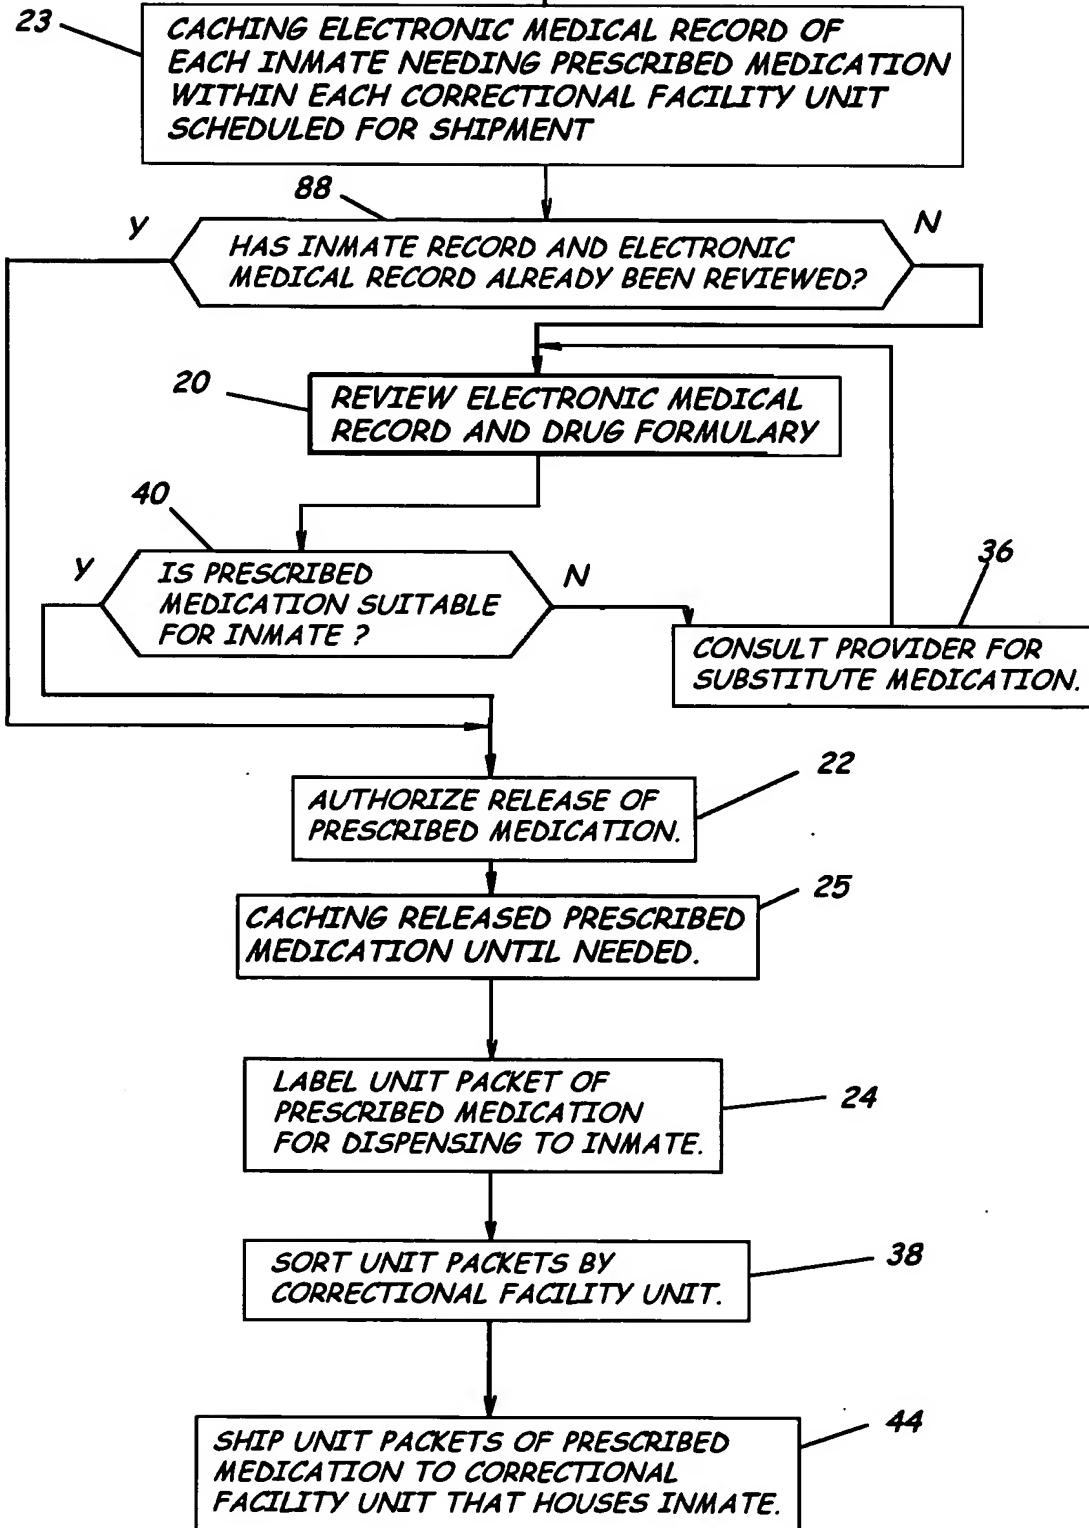 23
CACHING ELECTRONIC MEDICAL RECORD OF
EACH INMATE NEEDING PRESCRIBED MEDICATION
WITHIN EACH CORRECTIONAL FACILITY UNIT
SCHEDULED FOR SHIPMENT
88
Y
N
HAS INMATE RECORD AND ELECTRONIC
MEDICAL RECORD ALREADY BEEN REVIEWED?
20
REVIEW ELECTRONIC MEDICAL
RECORD AND DRUG FORMULARY
40
Y
N
IS PRESCRIBED
MEDICATION SUITABLE
FOR INMATE ?
36
CONSULT PROVIDER FOR
SUBSTITUTE MEDICATION.
22
AUTHORIZE RELEASE OF
PRESCRIBED MEDICATION.
25
CACHING RELEASED PRESCRIBED
MEDICATION UNTIL NEEDED.
LABEL UNIT PACKET OF
PRESCRIBED MEDICATION
FOR DISPENSING TO INMATE.
24
SORT UNIT PACKETS BY
CORRECTIONAL FACILITY UNIT.
38
SHIP UNIT PACKETS OF PRESCRIBED
MEDICATION TO CORRECTIONAL
FACILITY UNIT THAT HOUSES INMATE.
44